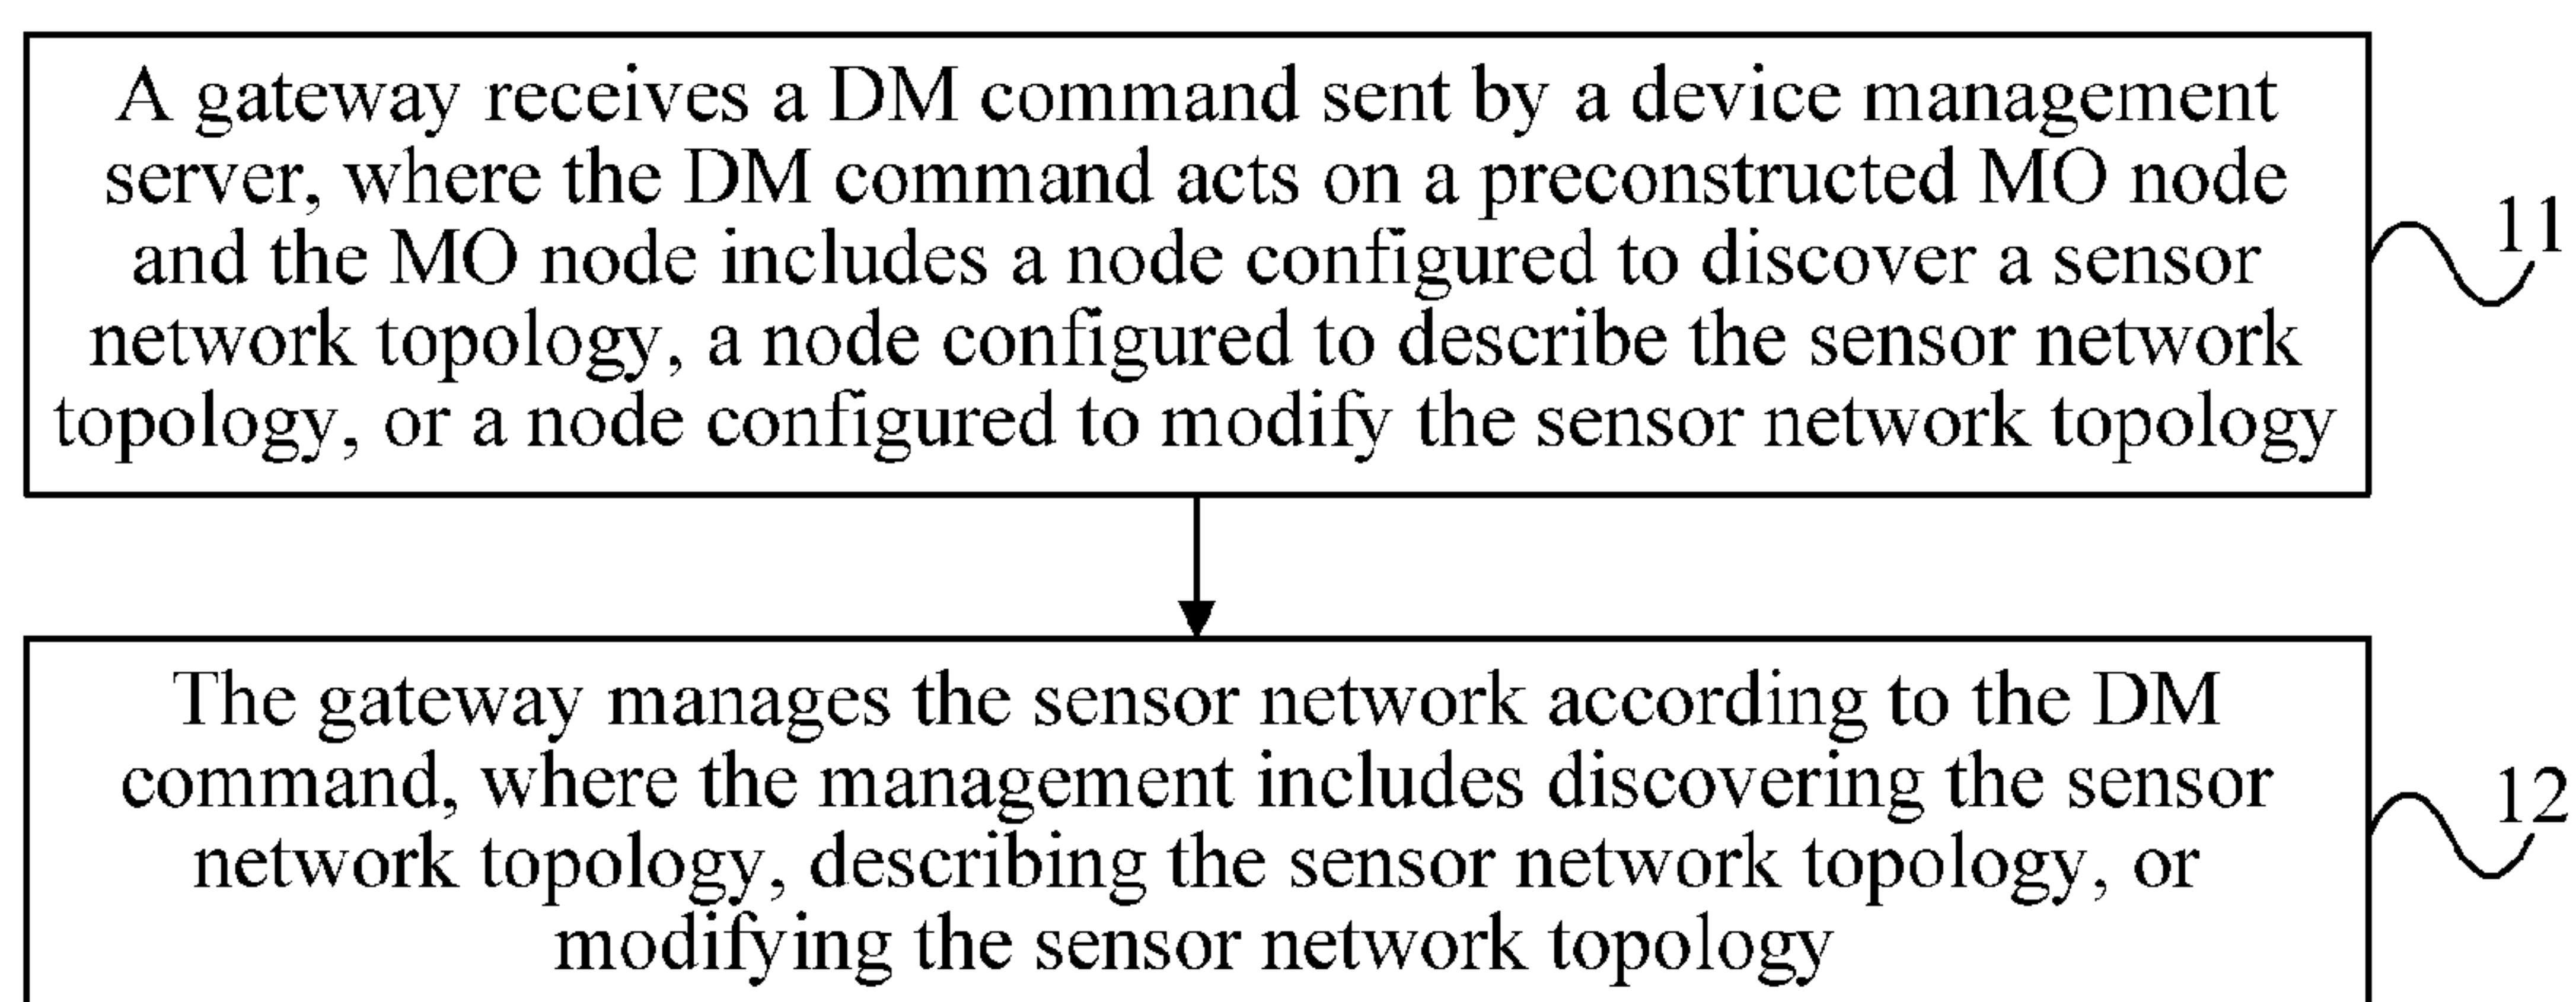 A gateway receives a DM command sent by a device management
server, where the DM command acts on a preconstructed MO node
and the MO node includes a node configured to discover a sensor
network topology, a node configured to describe the sensor network
topology, or a node configured to modify the sensor network topology
11
The gateway manages the sensor network according to the DM
command, where the management includes discovering the sensor
network topology, describing the sensor network topology, or
modifying the sensor network topology
12